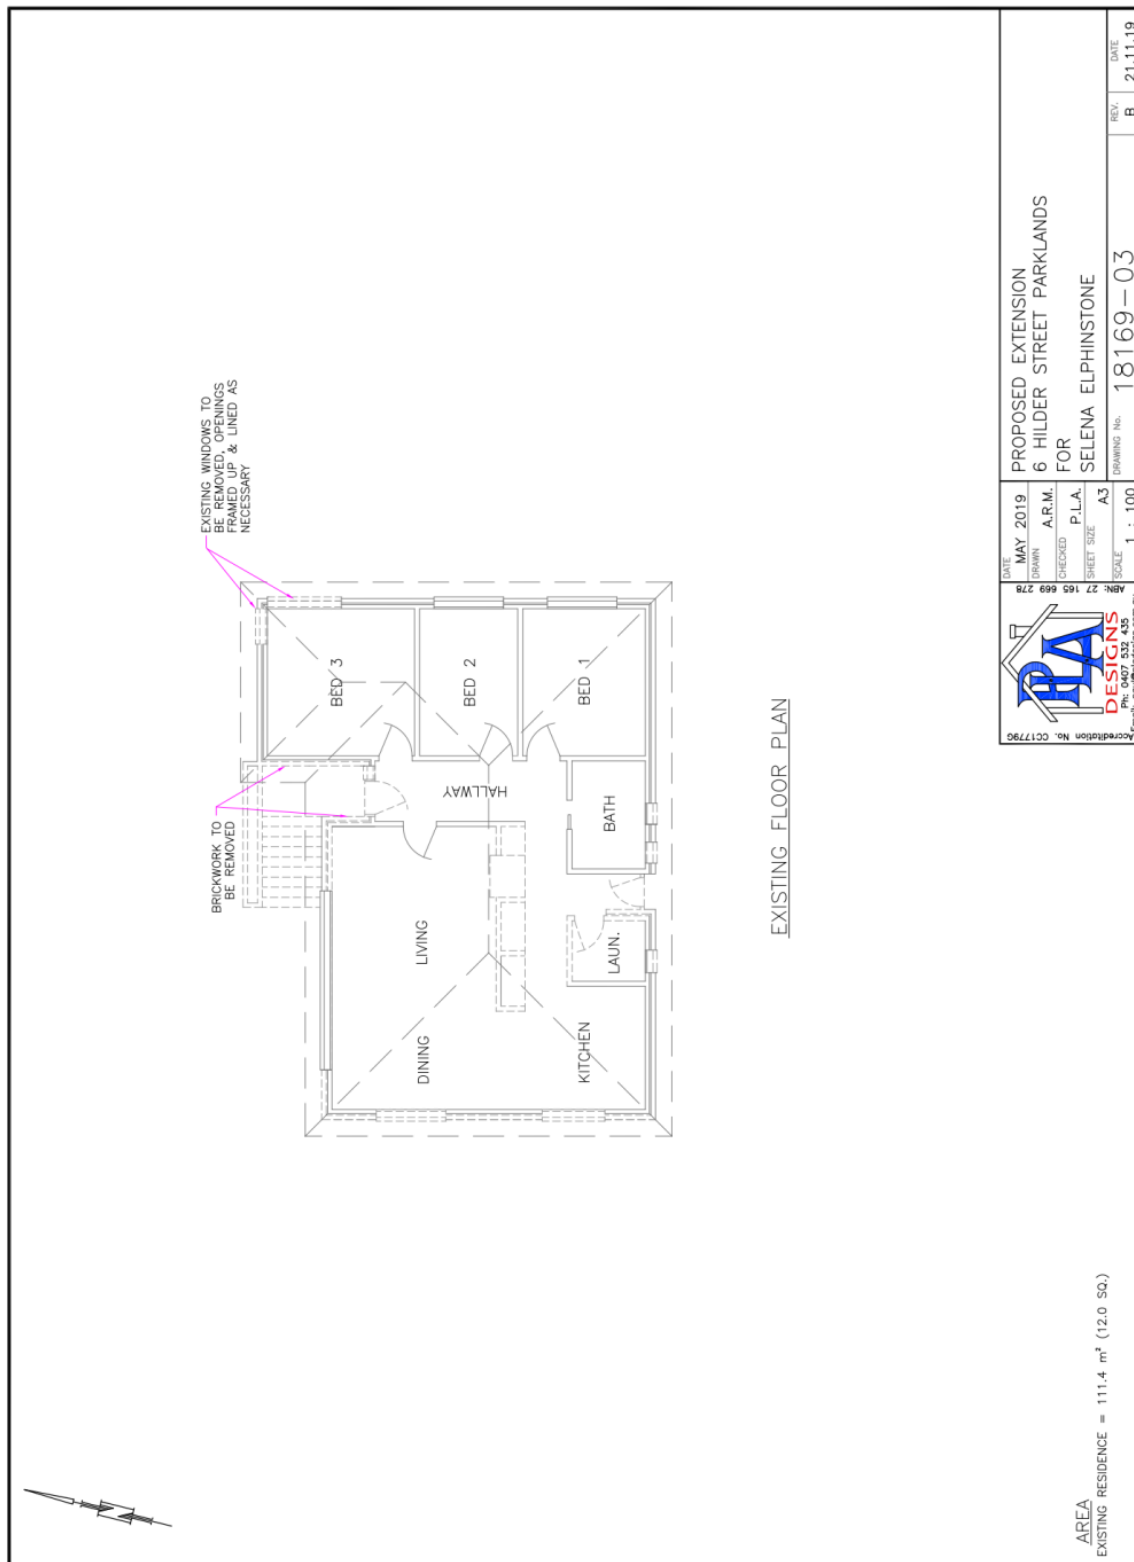 EXISTING WINDOWS TO
BE REMOVED, OPENINGS
FRAMED UP & LINED AS
NECESSARY
BRICKWORK TO
BE REMOVED
BED 3
BED 2
BED 1
HALLWAY
BATH
LIVING
LAUN.
DINING
KITCHEN
EXISTING FLOOR PLAN
AREA
EXISTING RESIDENCE = 111.4 m² (12.0 SQ.)
PLA
DESIGNS
Ph: 0407 532 435
Accreditation No. CC1779G
ABN: 27 165 669 278
DATE
MAY 2019
DRAWN
A.R.M.
CHECKED
P.L.A.
SHEET SIZE
A3
SCALE
1 : 100
PROPOSED EXTENSION
6 HILDER STREET PARKLANDS
FOR
SELENA ELPHINSTONE
DRAWING No.
18169-03
REV.
B
DATE
21.11.19